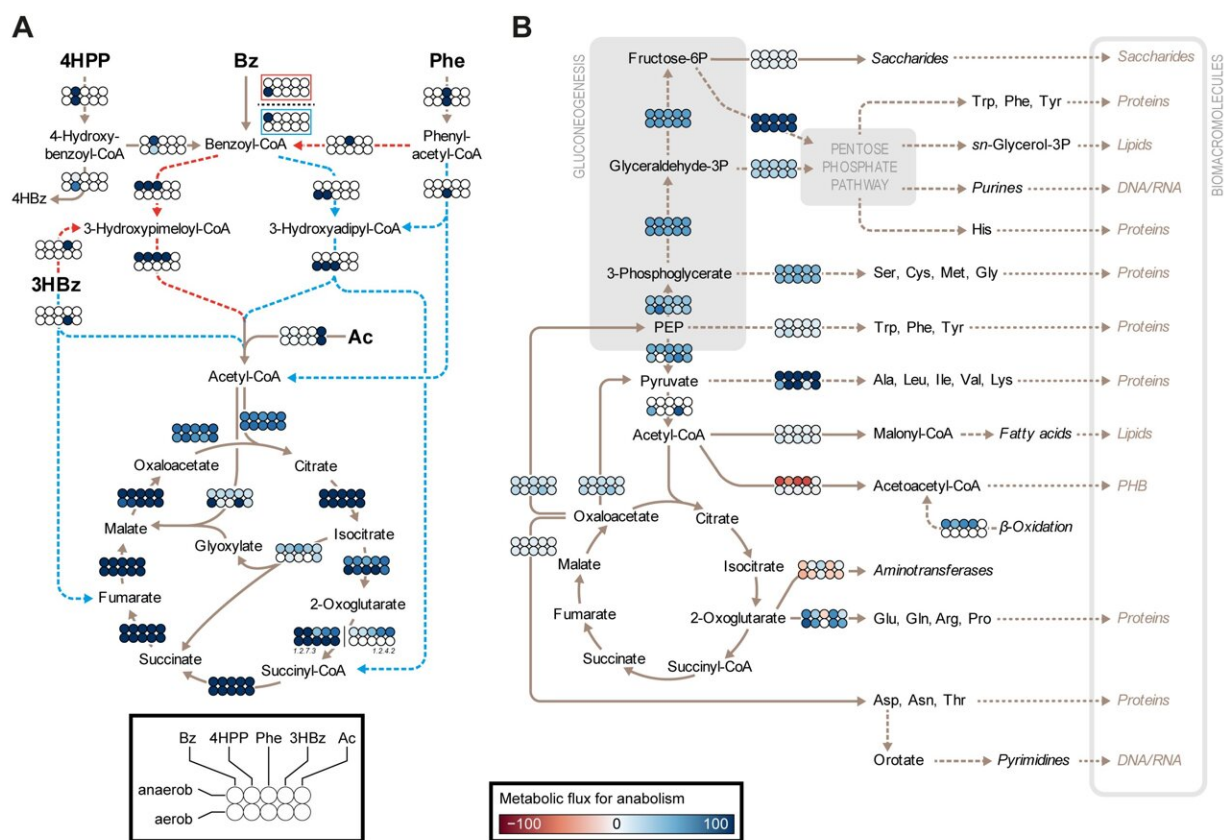 A
4HPP
Bz
Phe
4-Hydroxy-
benzoyl-CoA
Benzoyl-CoA
Phenyl-
acetyl-CoA
4HBz
3-Hydroxypimeloyl-CoA
3-Hydroxyadipyl-CoA
3HBz
Ac
Acetyl-CoA
Oxaloacetate
Citrate
Malate
Glyoxylate
Isocitrate
Fumarate
2-Oxoglutarate
1.2.7.3
1.2.4.2
Succinate
Succinyl-CoA
Bz
4HPP
Phe
3HBz
Ac
anaerob
aerob
B
GLUCONEOGENESIS
BIOMACROMOLECULES
Fructose-6P
Saccharides
Saccharides
Trp, Phe, Tyr
Proteins
PENTOSE
PHOSPHATE
PATHWAY
sn-Glycerol-3P
Lipids
Glyceraldehyde-3P
Purines
DNA/RNA
His
Proteins
3-Phosphoglycerate
Ser, Cys, Met, Gly
Proteins
PEP
Trp, Phe, Tyr
Proteins
Pyruvate
Ala, Leu, Ile, Val, Lys
Proteins
Acetyl-CoA
Malonyl-CoA
Fatty acids
Lipids
Acetoacetyl-CoA
PHB
β-Oxidation
Oxaloacetate
Citrate
Malate
Isocitrate
Aminotransferases
Fumarate
2-Oxoglutarate
Glu, Gln, Arg, Pro
Proteins
Succinate
Succinyl-CoA
Asp, Asn, Thr
Proteins
Orotate
Pyrimidines
DNA/RNA
Metabolic flux for anabolism
−100
0
100